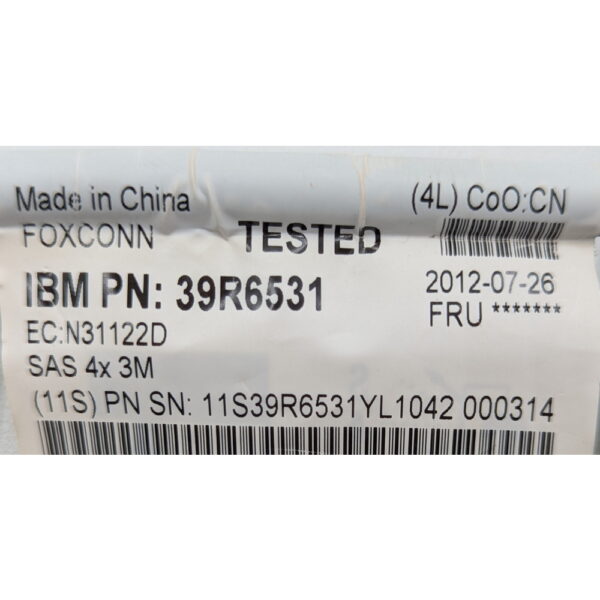 Made in China (4L) CoO:CN
FOXCONN TESTED
IBM PN: 39R6531 2012-07-26
EC:N31122D FRU *******
SAS 4x 3M
(11S) PN SN: 11S39R6531YL1042 000314